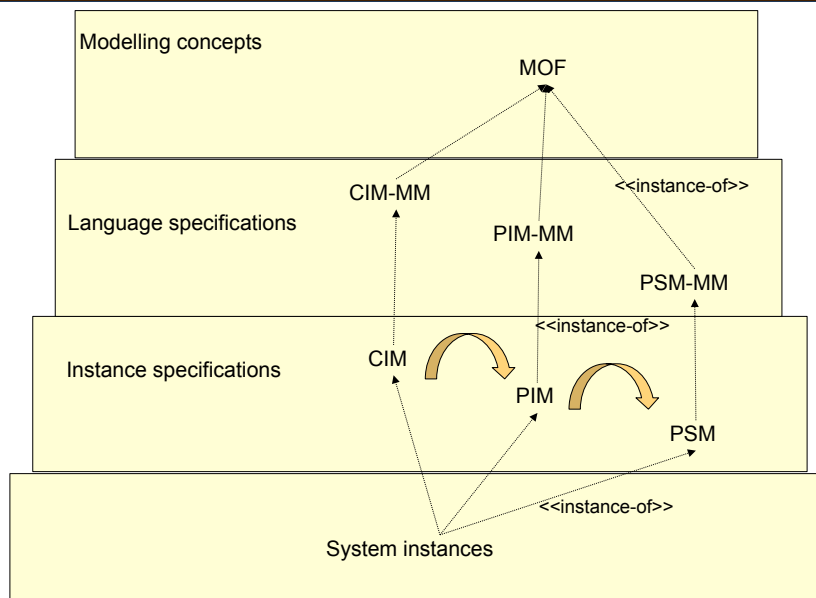 Modelling concepts
MOF
CIM-MM
<<instance-of>>
Language specifications
PIM-MM
PSM-MM
<<instance-of>>
Instance specifications
CIM
PIM
PSM
<<instance-of>>
System instances